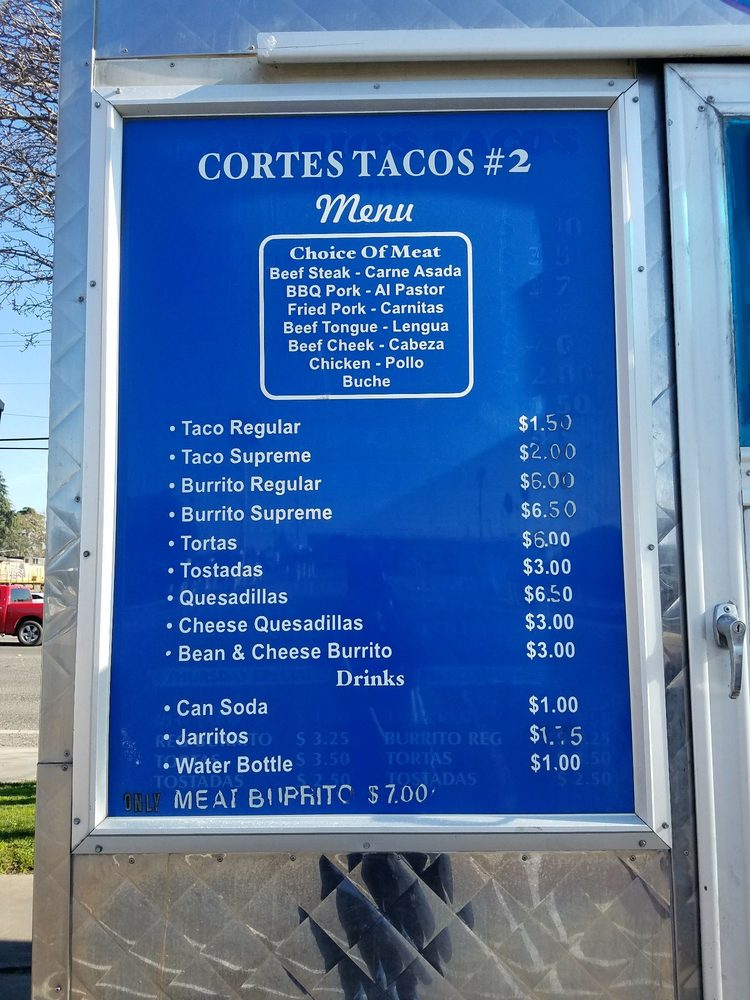 CORTES TACOS #2
Menu
Choice Of Meat
Beef Steak - Carne Asada
BBQ Pork - Al Pastor
Fried Pork - Carnitas
Beef Tongue - Lengua
Beef Cheek - Cabeza
Chicken - Pollo
Buche
• Taco Regular $1.50
• Taco Supreme $2.00
• Burrito Regular $6.00
• Burrito Supreme $6.50
• Tortas $6.00
• Tostadas $3.00
• Quesadillas $6.50
• Cheese Quesadillas $3.00
• Bean & Cheese Burrito $3.00
Drinks
• Can Soda $1.00
• Jarritos $1.75
• Water Bottle $1.00
ONLY MEAT BURRITO $7.00